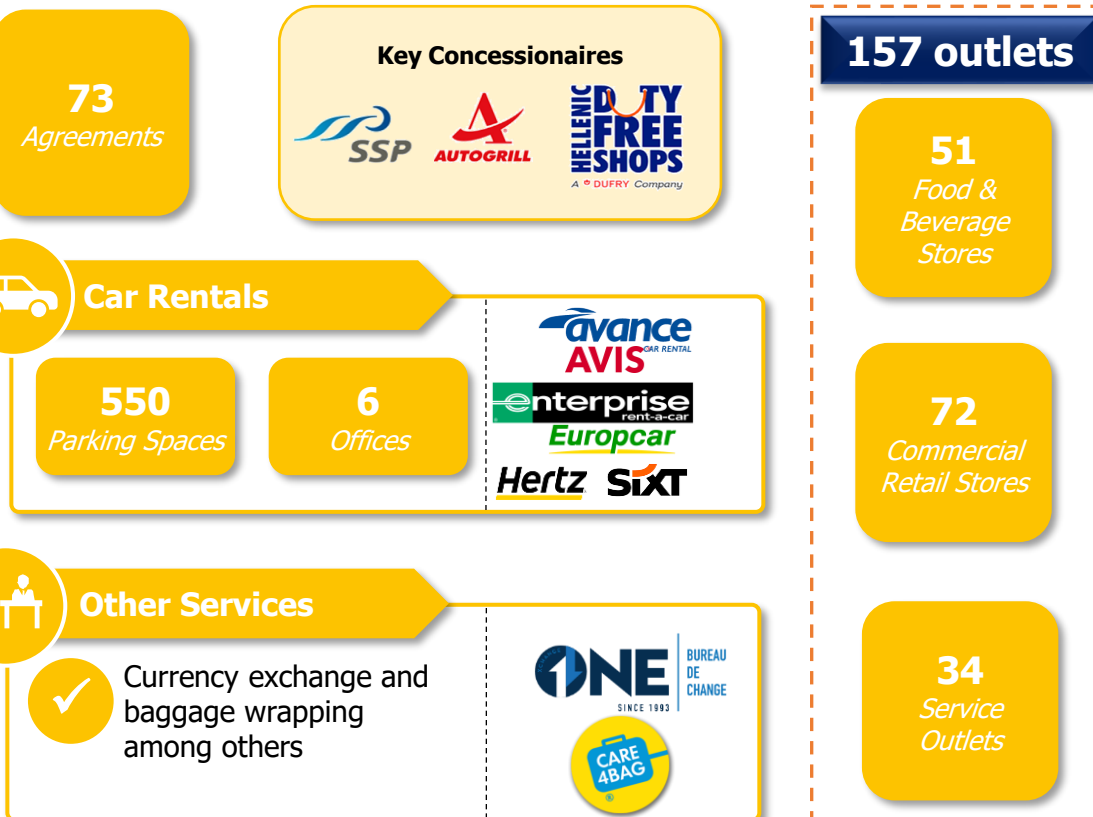 73
Agreements
Key Concessionaires
SSP
AUTOGRILL
HELLENIC
DUTY
FREE
SHOPS
A DUFRY Company
Car Rentals
550
Parking Spaces
6
Offices
avance
CAR RENTAL
AVIS
enterprise
rent-a-car
Europcar
Hertz SiXT
Other Services
Currency exchange and
baggage wrapping
among others
ONE
SINCE 1993
BUREAU
DE
CHANGE
CARE
4BAG
®
157 outlets
51
Food &
Beverage
Stores
72
Commercial
Retail Stores
34
Service
Outlets